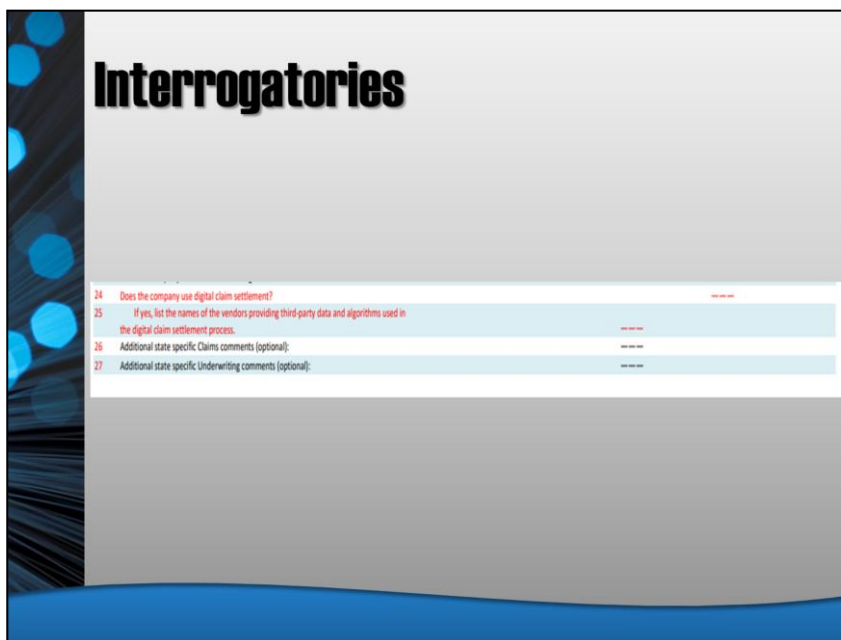 Interrogatories
24 Does the company use digital claim settlement? ———
25 If yes, list the names of the vendors providing third-party data and algorithms used in
the digital claim settlement process. ———
26 Additional state specific Claims comments (optional): ———
27 Additional state specific Underwriting comments (optional): ———